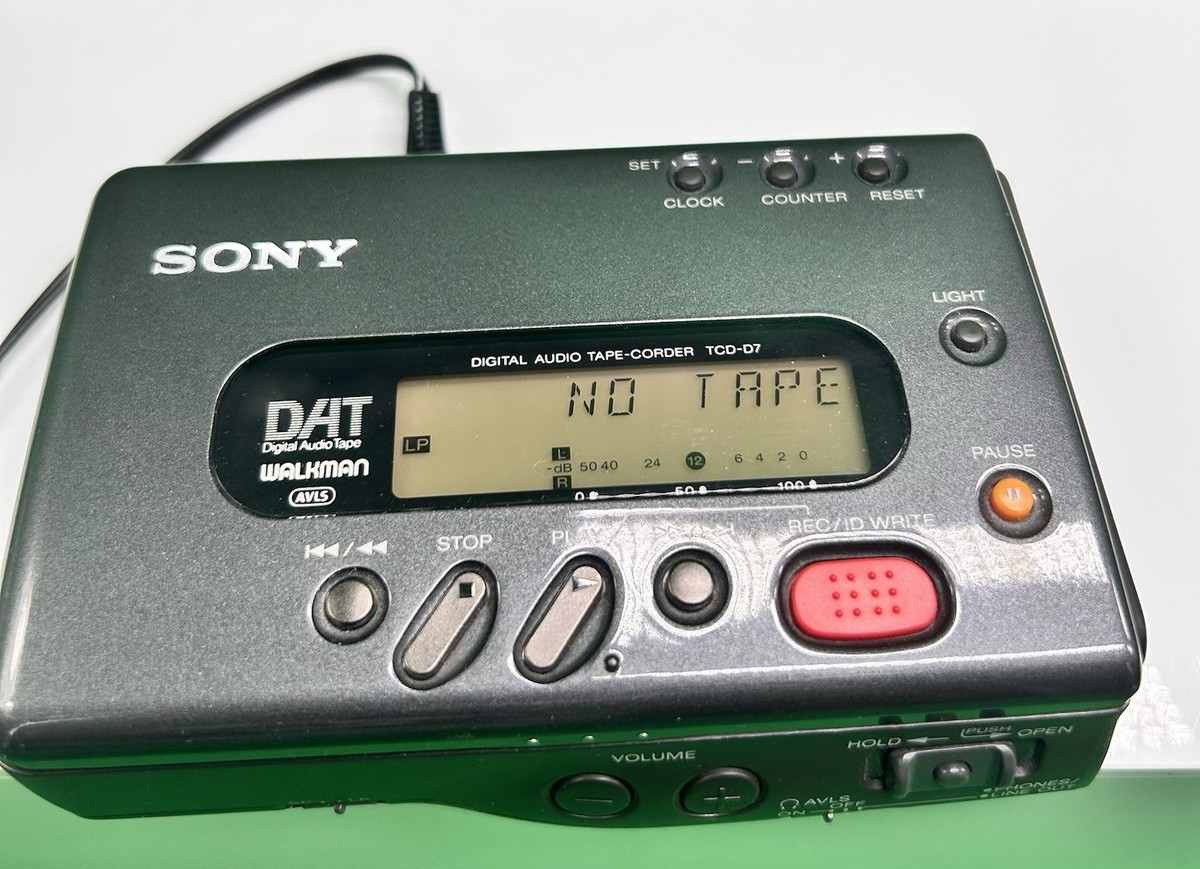 SET − +
CLOCK COUNTER RESET
SONY
LIGHT
DIGITAL AUDIO TAPE-CORDER TCD-D7
NO TAPE
DAT
Digital Audio Tape
WALKMAN
AVLS
LP
L
-dB 50 40 24 12 6 4 2 0
R
0 50 100
PAUSE
STOP
REC/ID WRITE
VOLUME
HOLD PUSH OPEN
AVLS
ON OFF
PHONES/
LINE OUT